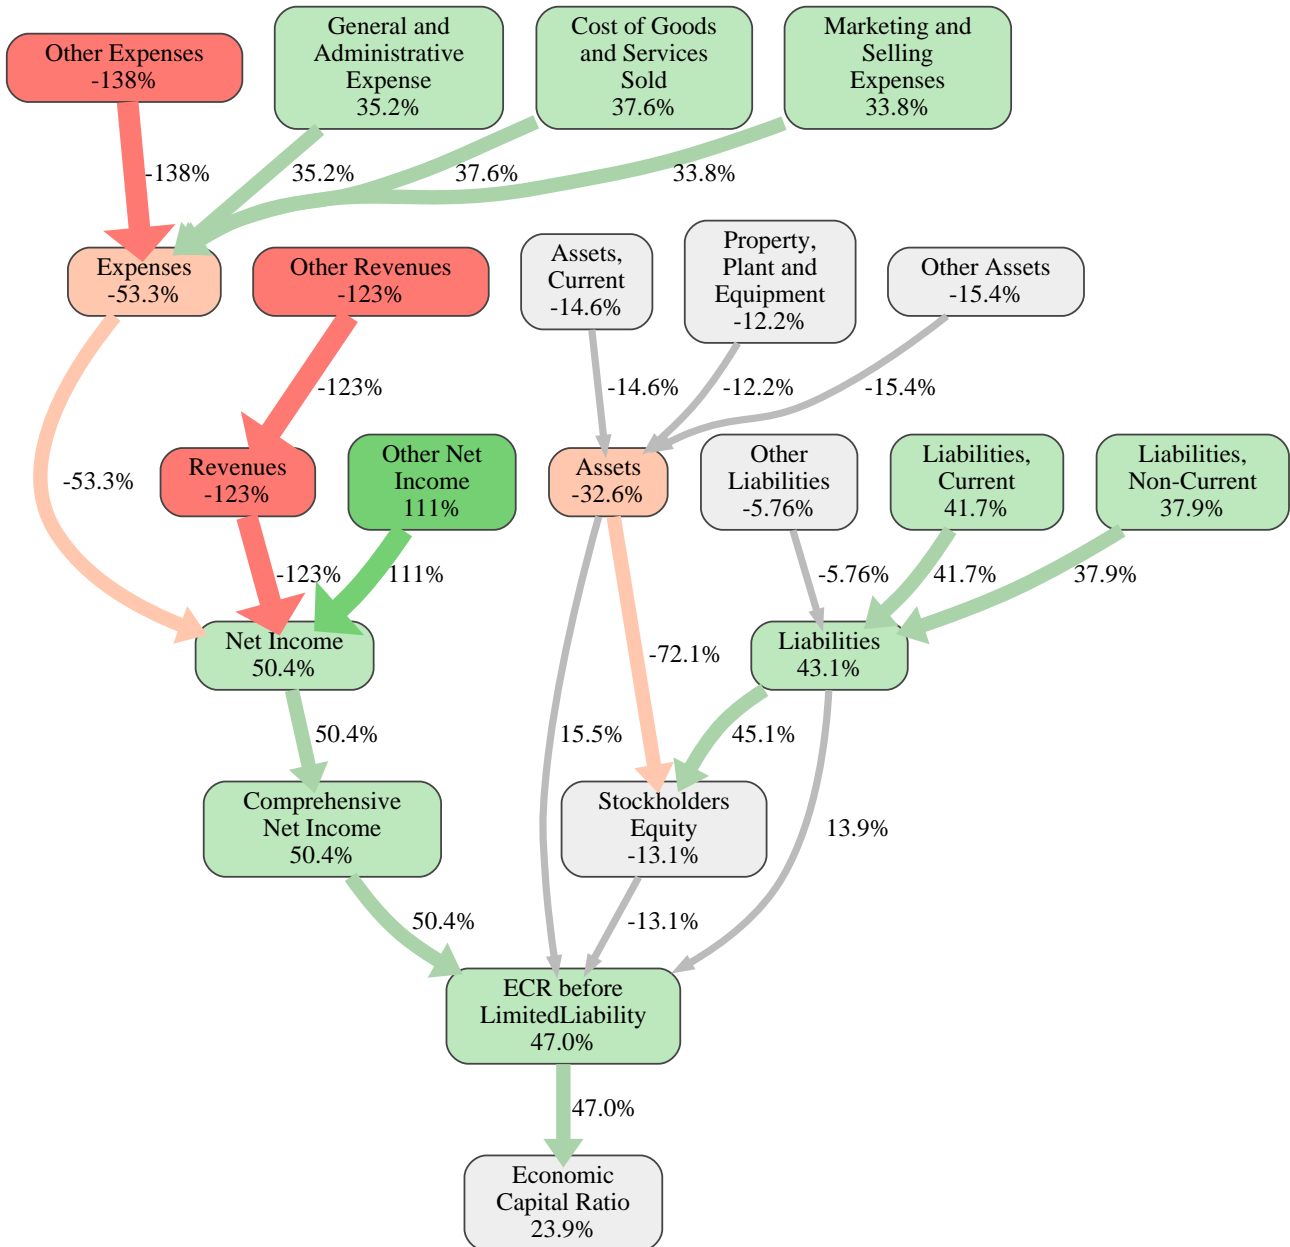 Other Expenses
-138%
General and
Administrative
Expense
35.2%
Cost of Goods
and Services
Sold
37.6%
Marketing and
Selling
Expenses
33.8%
-138%
35.2%
37.6%
33.8%
Expenses
-53.3%
Other Revenues
-123%
Assets,
Current
-14.6%
Property,
Plant and
Equipment
-12.2%
Other Assets
-15.4%
-123%
-14.6%
-12.2%
-15.4%
-53.3%
Revenues
-123%
Other Net
Income
111%
Assets
-32.6%
Other
Liabilities
-5.76%
Liabilities,
Current
41.7%
Liabilities,
Non-Current
37.9%
-123%
111%
-5.76%
41.7%
37.9%
Net Income
50.4%
-72.1%
Liabilities
43.1%
50.4%
15.5%
45.1%
Comprehensive
Net Income
50.4%
Stockholders
Equity
-13.1%
13.9%
50.4%
-13.1%
ECR before
LimitedLiability
47.0%
47.0%
Economic
Capital Ratio
23.9%